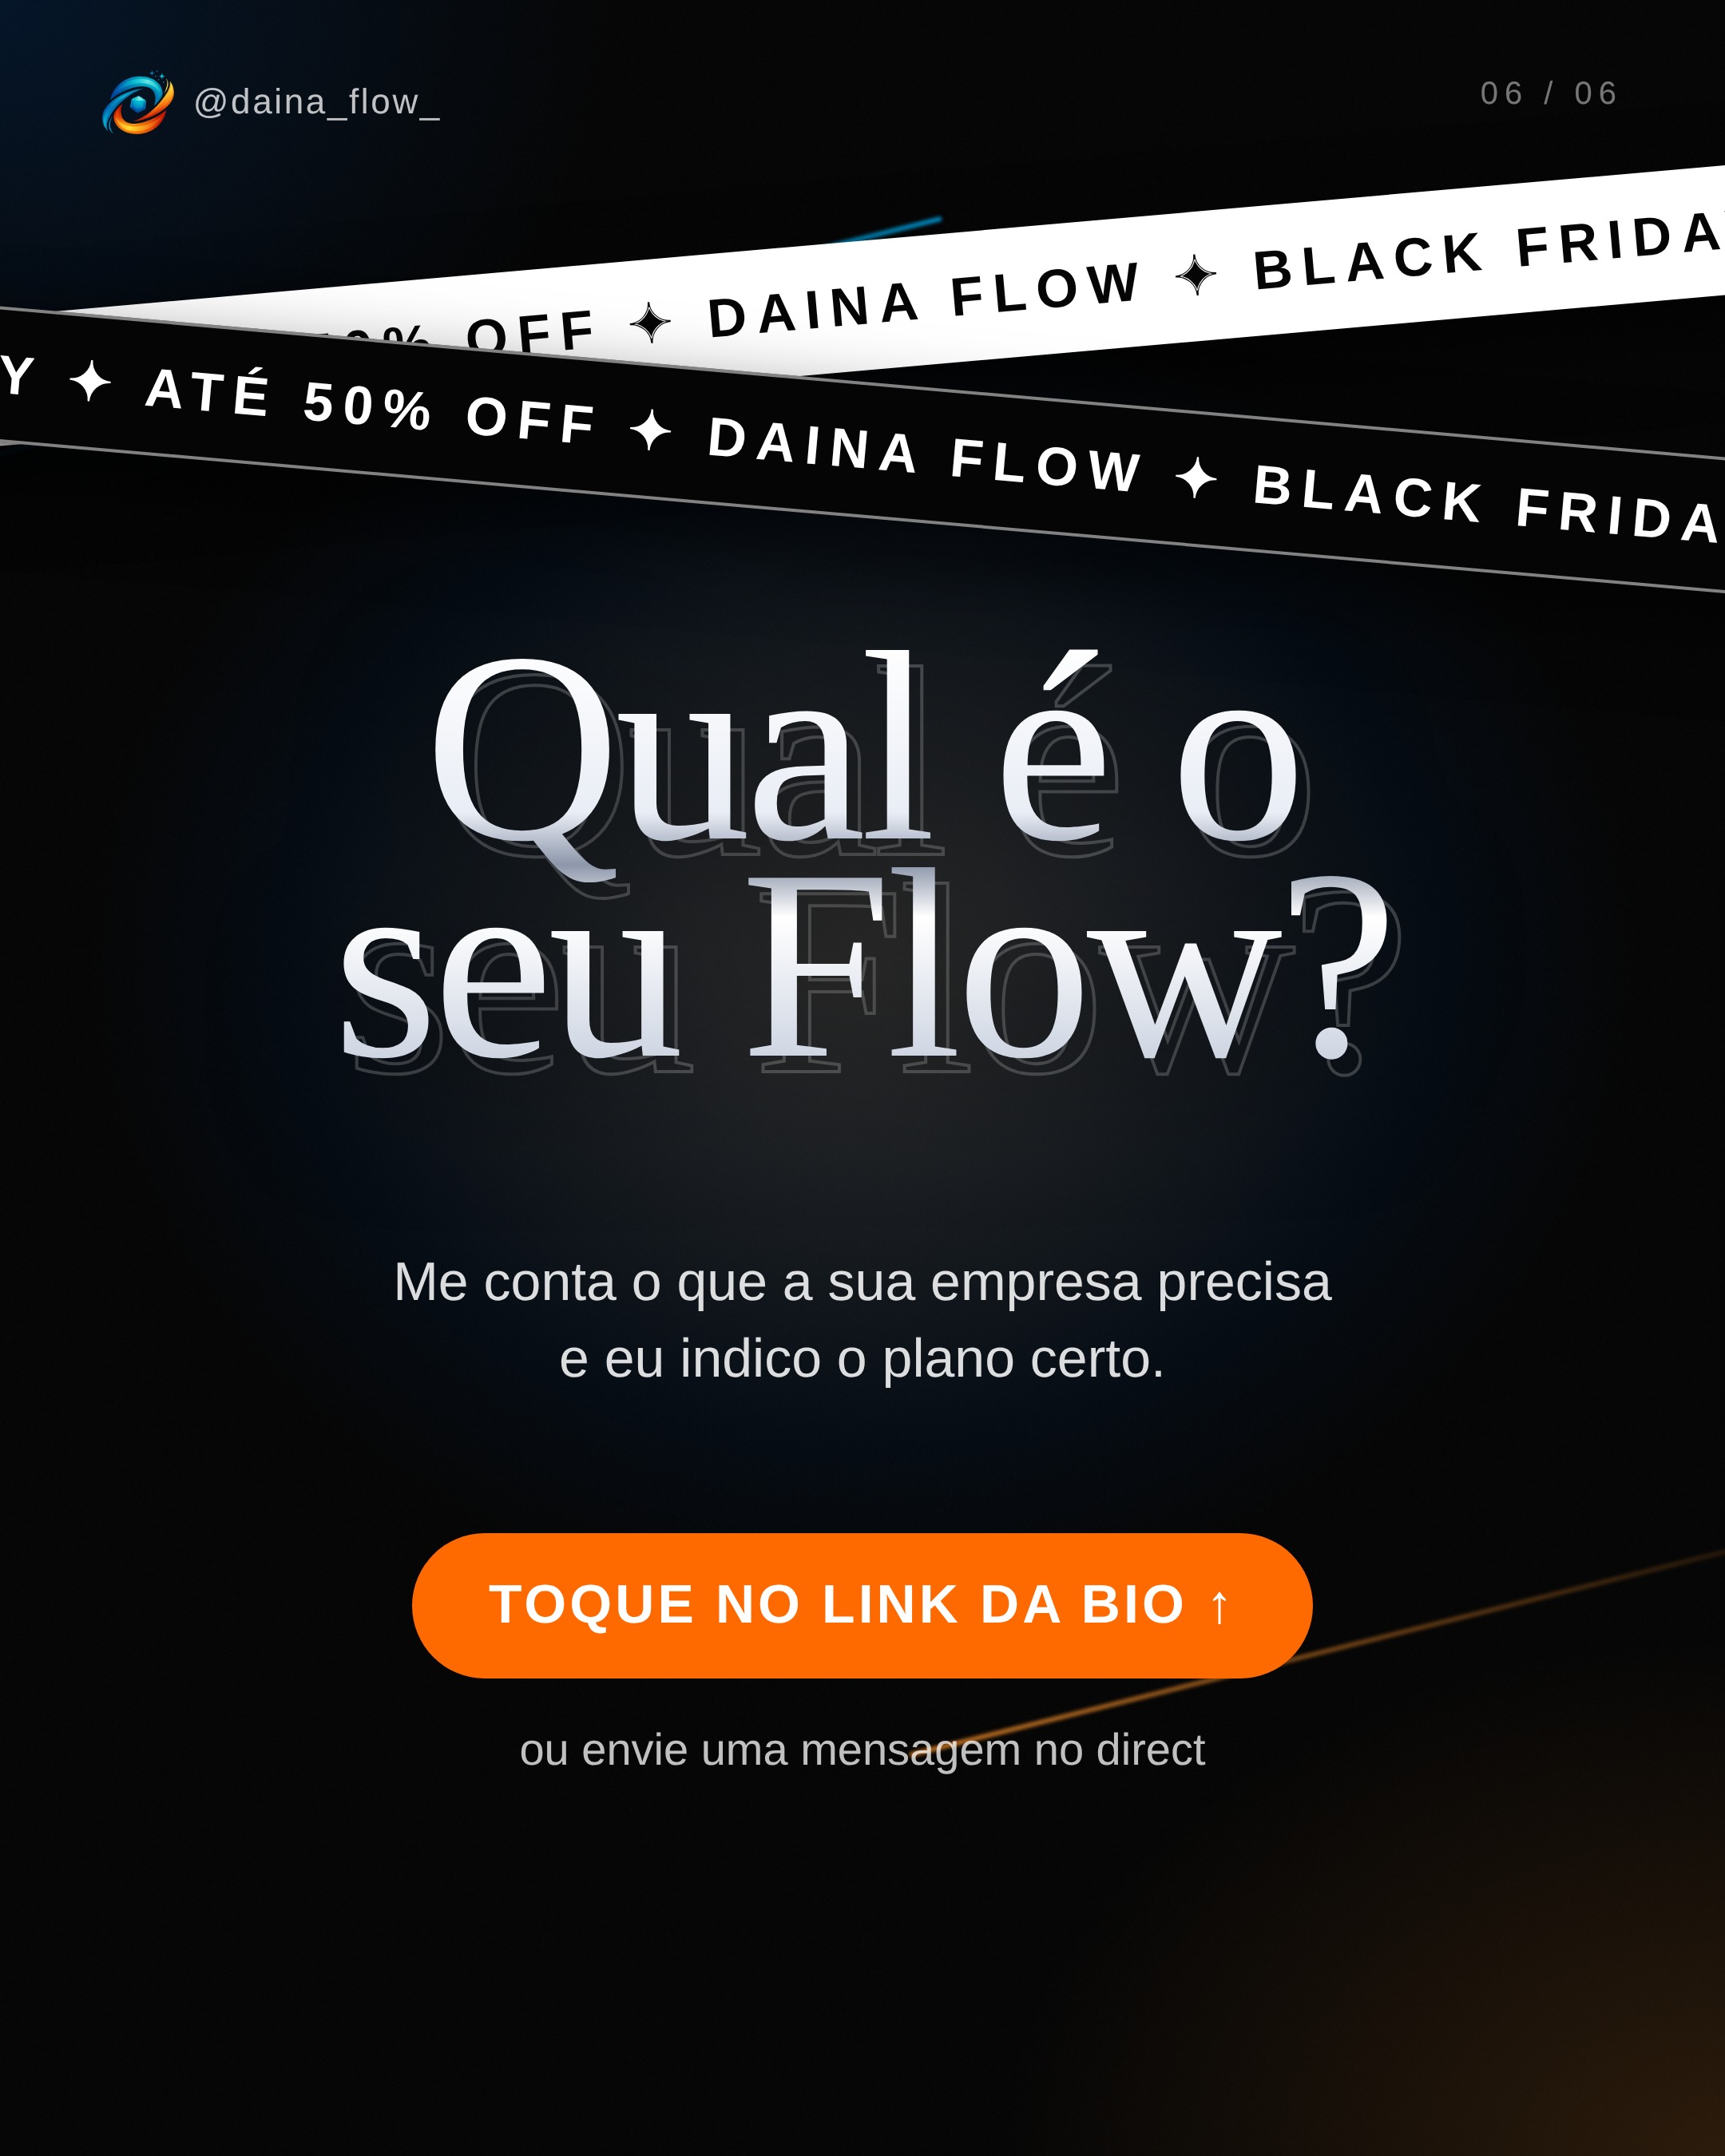 @daina_flow_
06 / 06
OFF ✦ DAINA FLOW ✦ BLACK FRIDA
Y ✦ ATÉ 50% OFF ✦ DAINA FLOW ✦ BLACK FRIDA
Qual é o
seu Flow?
Me conta o que a sua empresa precisa
e eu indico o plano certo.
TOQUE NO LINK DA BIO ↑
ou envie uma mensagem no direct